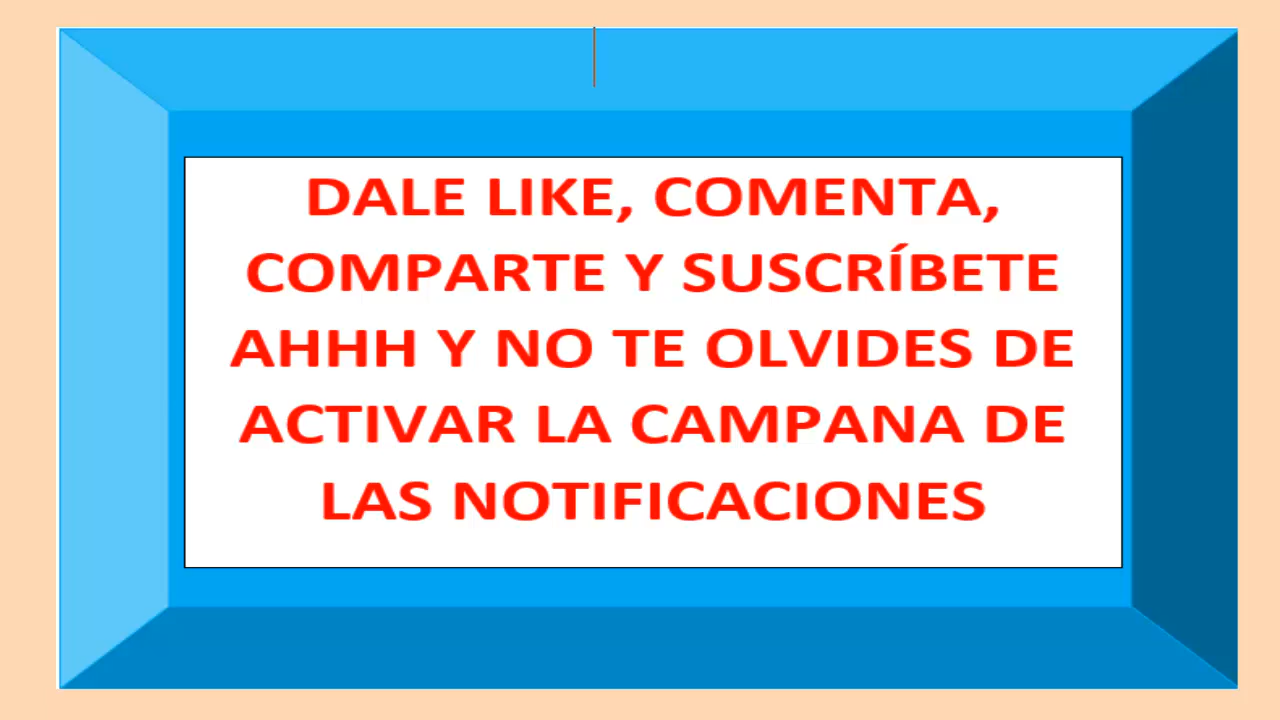 DALE LIKE, COMENTA,
COMPARTE Y SUSCRÍBETE
AHHH Y NO TE OLVIDES DE
ACTIVAR LA CAMPANA DE
LAS NOTIFICACIONES